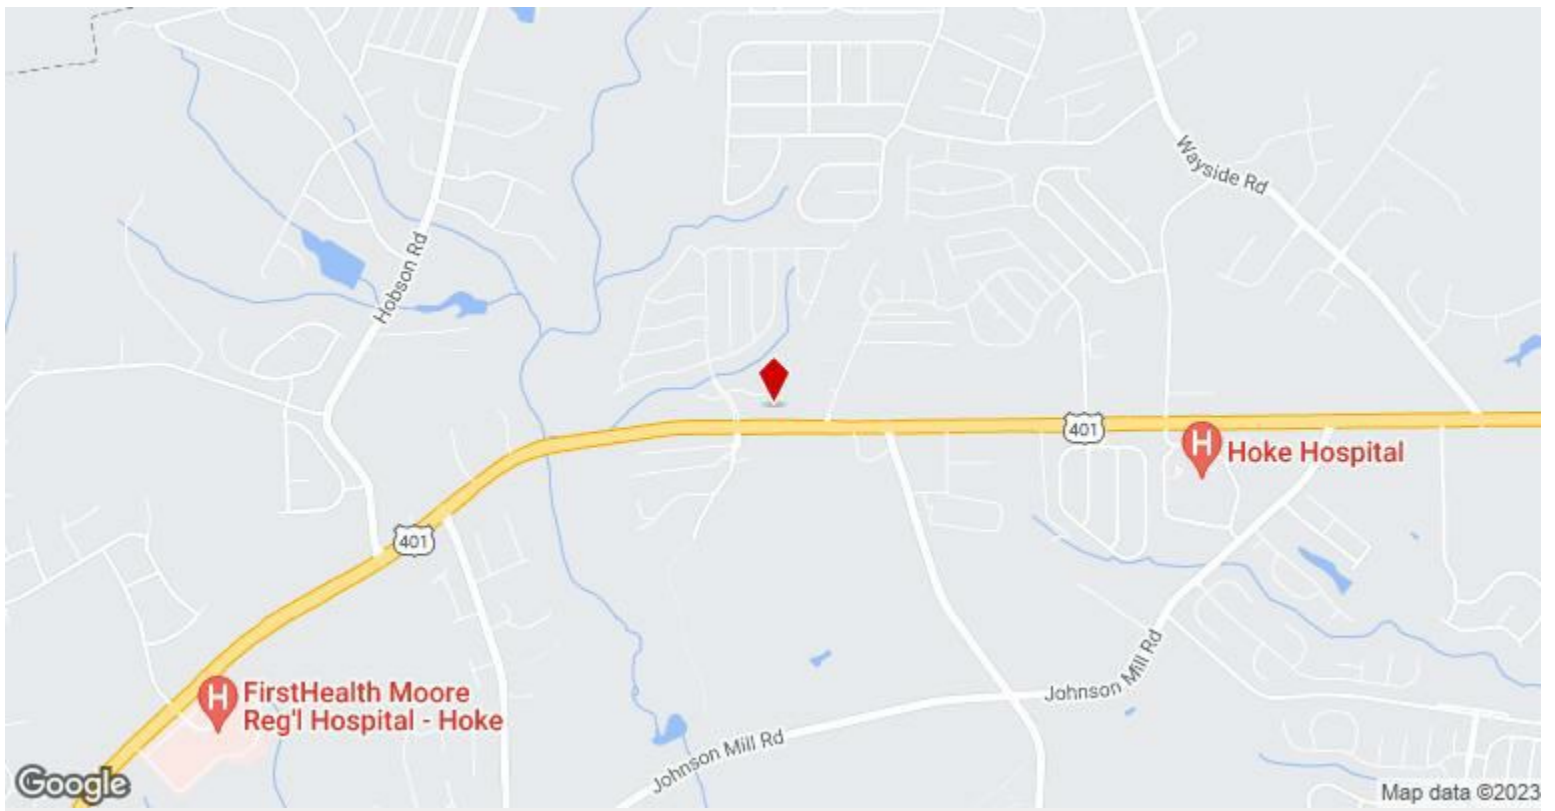 Wayside Rd
Hobson Rd
401
H
Hoke Hospital
401
Johnson Mill Rd
H
FirstHealth Moore
Reg'l Hospital - Hoke
Johnson Mill Rd
Google
Map data ©2023